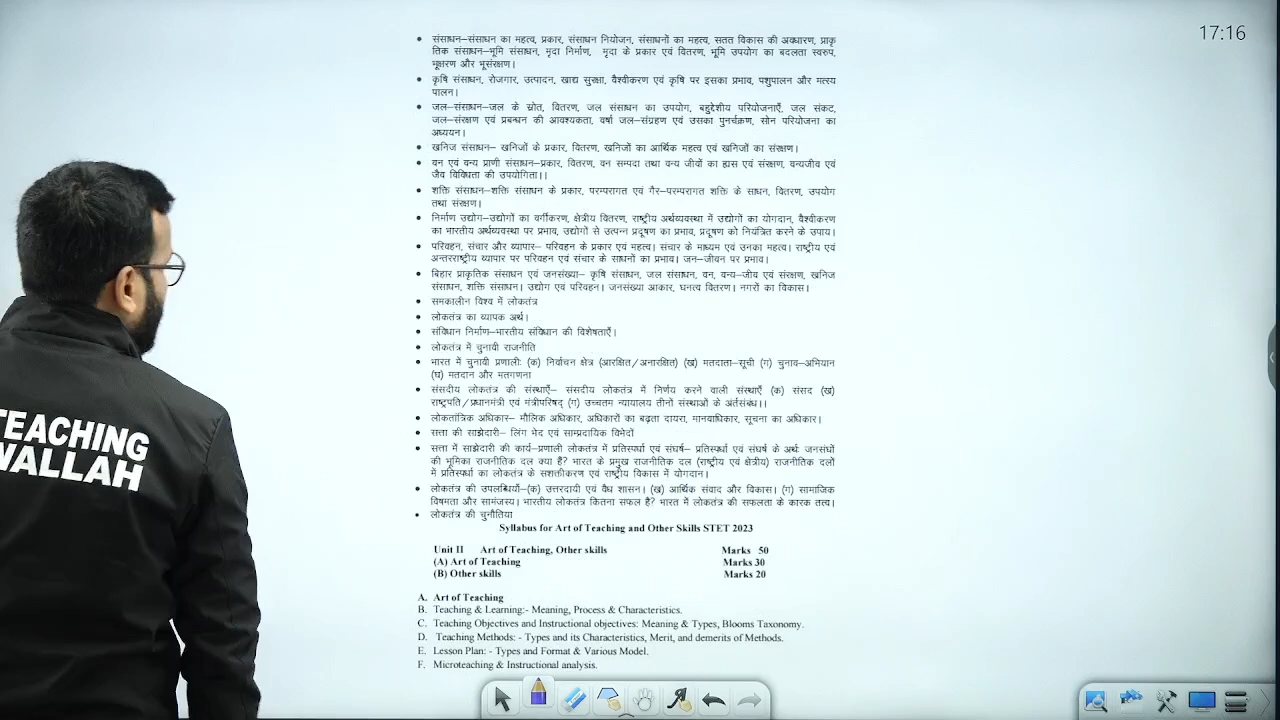 17:16
संसाधन–संसाधन का महत्व, प्रकार, संसाधन नियोजन, संसाधनों का महत्व, सतत विकास की अवधारण, प्राकृ
तिक संसाधन–भूमि संसाधन, मृदा निर्माण, मृदा के प्रकार एवं वितरण, भूमि उपयोग का बदलता स्वरुप,
भूक्षरण और भूसंरक्षण।
कृषि संसाधन, रोजगार, उत्पादन, खाद्य सुरक्षा, वैश्वीकरण एवं कृषि पर इसका प्रभाव, पशुपालन और मत्स्य
पालन।
जल–संसाधन–जल के स्रोत, वितरण, जल संसाधन का उपयोग, बहुद्देशीय परियोजनाएँ, जल संकट,
जल–संरक्षण एवं प्रबन्धन की आवश्यकता, वर्षा जल–संग्रहण एवं उसका पुनर्चक्रण, सोन परियोजना का
अध्ययन।
खनिज संसाधन– खनिजों के प्रकार, वितरण, खनिजों का आर्थिक महत्व एवं खनिजों का संरक्षण।
वन एवं वन्य प्राणी संसाधन–प्रकार, वितरण, वन सम्पदा तथा वन्य जीवों का ह्रास एवं संरक्षण, वन्यजीव एवं
जैव विविधता की उपयोगिता।।
शक्ति संसाधन–शक्ति संसाधन के प्रकार, परम्परागत एवं गैर–परम्परागत शक्ति के साधन, वितरण, उपयोग
तथा संरक्षण।
निर्माण उद्योग–उद्योगों का वर्गीकरण, क्षेत्रीय वितरण, राष्ट्रीय अर्थव्यवस्था में उद्योगों का योगदान, वैश्वीकरण
का भारतीय अर्थव्यवस्था पर प्रभाव, उद्योगों से उत्पन्न प्रदूषण का प्रभाव, प्रदूषण को नियंत्रित करने के उपाय।
परिवहन, संचार और व्यापार– परिवहन के प्रकार एवं महत्व। संचार के माध्यम एवं उनका महत्व। राष्ट्रीय एवं
अन्तरराष्ट्रीय व्यापार पर परिवहन एवं संचार के साधनों का प्रभाव। जन–जीवन पर प्रभाव।
बिहार प्राकृतिक संसाधन एवं जनसंख्या– कृषि संसाधन, जल संसाधन, वन, वन्य–जीव एवं संरक्षण, खनिज
संसाधन, शक्ति संसाधन। उद्योग एवं परिवहन। जनसंख्या आकार, घनत्व वितरण। नगरों का विकास।
समकालीन विश्व में लोकतंत्र
लोकतंत्र का व्यापक अर्थ।
संविधान निर्माण–भारतीय संविधान की विशेषताएँ।
लोकतंत्र में चुनायी राजनीति
भारत में चुनायी प्रणाली: (क) निर्वाचन क्षेत्र (आरक्षित/अनारक्षित) (ख) मतदाता–सूची (ग) चुनाव–अभियान
(घ) मतदान और मतगणना
संसदीय लोकतंत्र की संस्थाएँ– संसदीय लोकतंत्र में निर्णय करने वाली संस्थाएँ (क) संसद (ख)
राष्ट्रपति/प्रधानमंत्री एवं मंत्रीपरिषद् (ग) उच्चतम न्यायालय तीनों संस्थाओं के अंर्तसंबंध।।
लोकतांत्रिक अधिकार– मौलिक अधिकार, अधिकारों का बढ़ता दायरा, मानवाधिकार, सूचना का अधिकार।
सत्ता की साझेदारी– लिंग भेद एवं साम्प्रदायिक विभेदों
सत्ता में साझेदारी की कार्य–प्रणाली लोकतंत्र में प्रतिस्पर्धा एवं संघर्ष– प्रतिस्पर्धा एवं संघर्ष के अर्थ: जनसंघों
की भूमिका राजनीतिक दल क्या हैं? भारत के प्रमुख राजनीतिक दल (राष्ट्रीय एवं क्षेत्रीय) राजनीतिक दलों
में प्रतिस्पर्धा का लोकतंत्र के सशक्तीकरण एवं राष्ट्रीय विकास में योगदान।
लोकतंत्र की उपलब्धियाँ–(क) उत्तरदायी एवं वैध शासन। (ख) आर्थिक संवाद और विकास। (ग) सामाजिक
विषमता और सामंजस्य। भारतीय लोकतंत्र कितना सफल है? भारत में लोकतंत्र की सफलता के कारक तत्व।
लोकतंत्र की चुनौतिया
Syllabus for Art of Teaching and Other Skills STET 2023
Unit II Art of Teaching, Other skills Marks 50
(A) Art of Teaching Marks 30
(B) Other skills Marks 20
A. Art of Teaching
B. Teaching & Learning:- Meaning, Process & Characteristics.
C. Teaching Objectives and Instructional objectives: Meaning & Types, Blooms Taxonomy.
D. Teaching Methods: - Types and its Characteristics, Merit, and demerits of Methods.
E. Lesson Plan: - Types and Format & Various Model.
F. Microteaching & Instructional analysis.
TEACHING
WALLAH